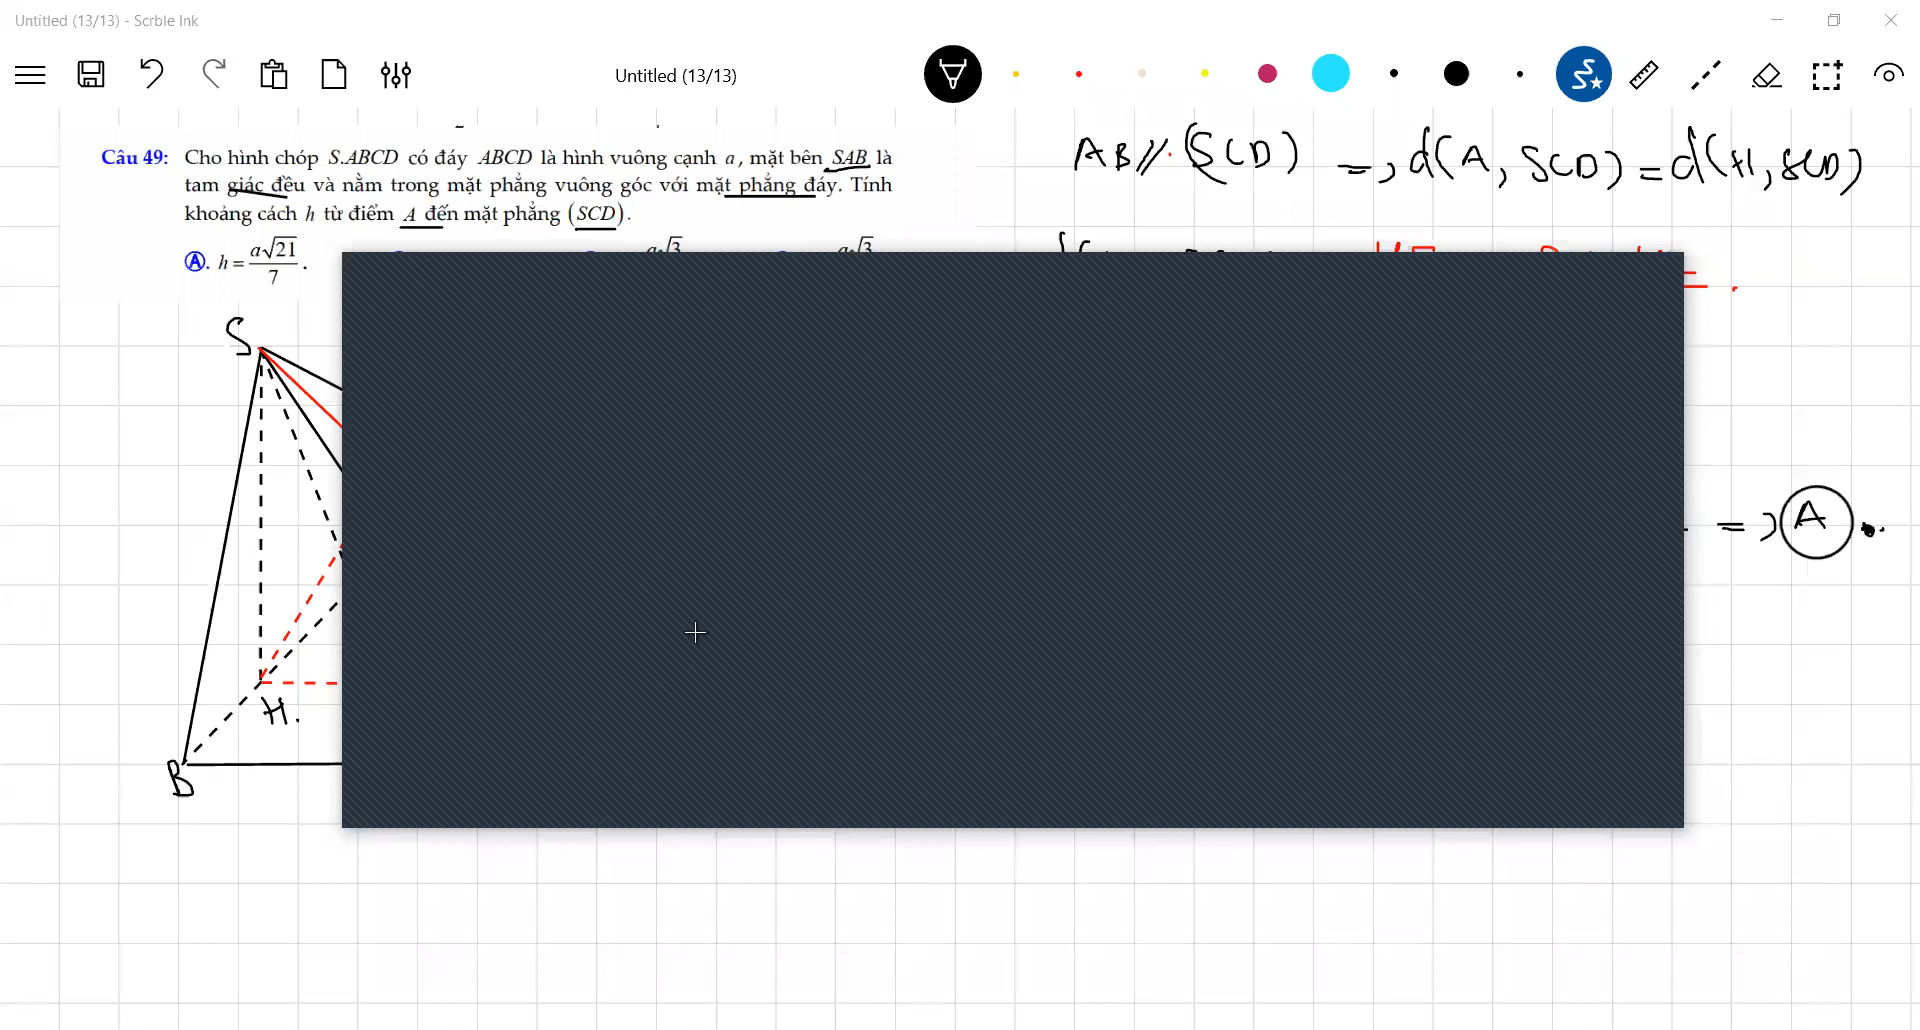 Untitled (13/13) - Scrble Ink
Untitled (13/13)
Câu 49: Cho hình chóp S.ABCD có đáy ABCD là hình vuông cạnh a, mặt bên SAB là
tam giác đều và nằm trong mặt phẳng vuông góc với mặt phẳng đáy. Tính
khoảng cách h từ điểm A đến mặt phẳng (SCD).
A. h = a√21/7.
a√3
a√3
AB // (SCD) => d(A, SCD) = d(H, SCD)
S
=> A.
H.
B